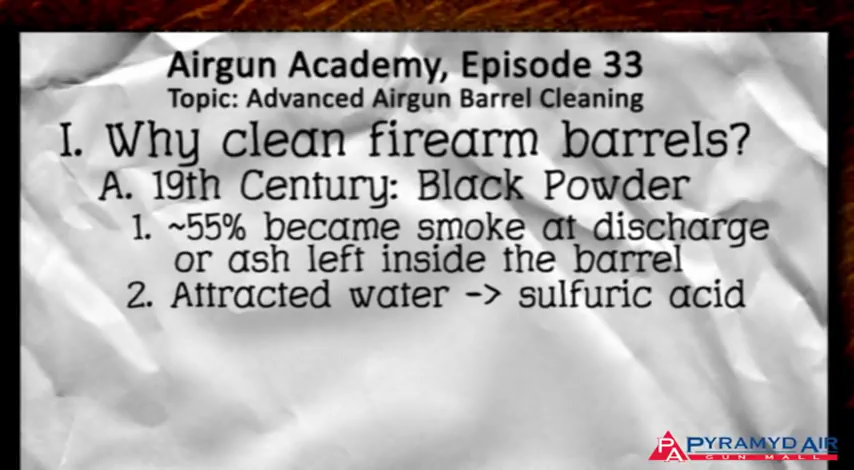 Airgun Academy, Episode 33
Topic: Advanced Airgun Barrel Cleaning
I. Why clean firearm barrels?
A. 19th Century: Black Powder
1. ~55% became smoke at discharge
or ash left inside the barrel
2. Attracted water -> sulfuric acid
PA PYRAMYD AIR
GUN MALL